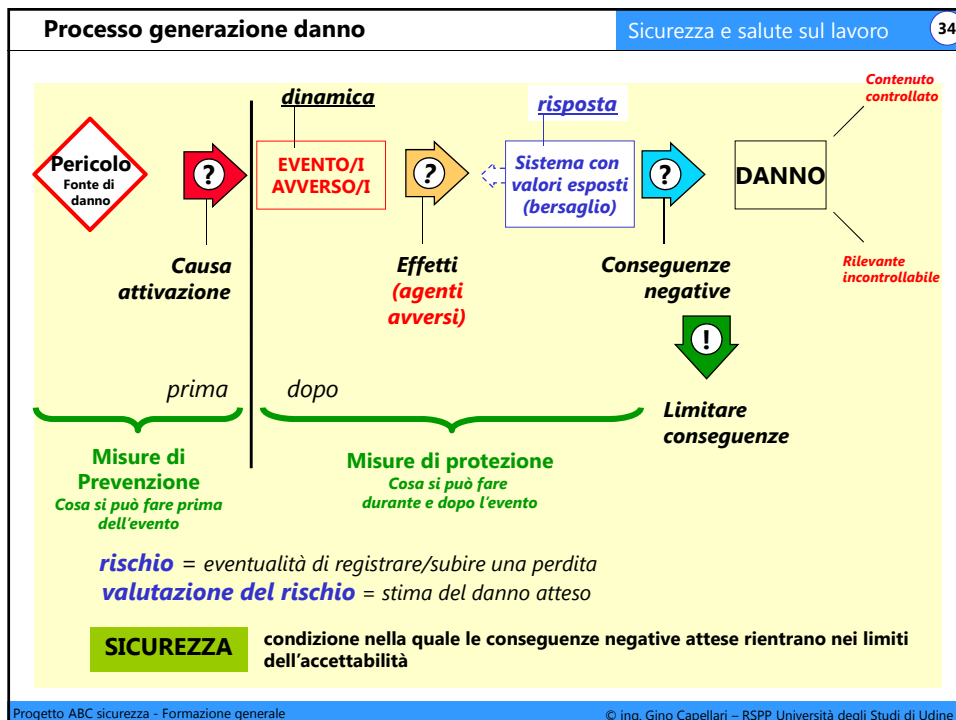 Processo generazione danno
Sicurezza e salute sul lavoro
34
Contenuto
controllato
dinamica
risposta
Pericolo
Fonte di
danno
?
EVENTO/I
AVVERSO/I
?
Sistema con
valori esposti
(bersaglio)
?
DANNO
Causa
attivazione
Effetti
(agenti
avversi)
Conseguenze
negative
Rilevante
incontrollabile
!
prima
dopo
Limitare
conseguenze
Misure di
Prevenzione
Cosa si può fare prima
dell'evento
Misure di protezione
Cosa si può fare
durante e dopo l'evento
rischio = eventualità di registrare/subire una perdita
valutazione del rischio = stima del danno atteso
SICUREZZA
condizione nella quale le conseguenze negative attese rientrano nei limiti
dell'accettabilità
Progetto ABC sicurezza - Formazione generale
© ing. Gino Capellari – RSPP Università degli Studi di Udine